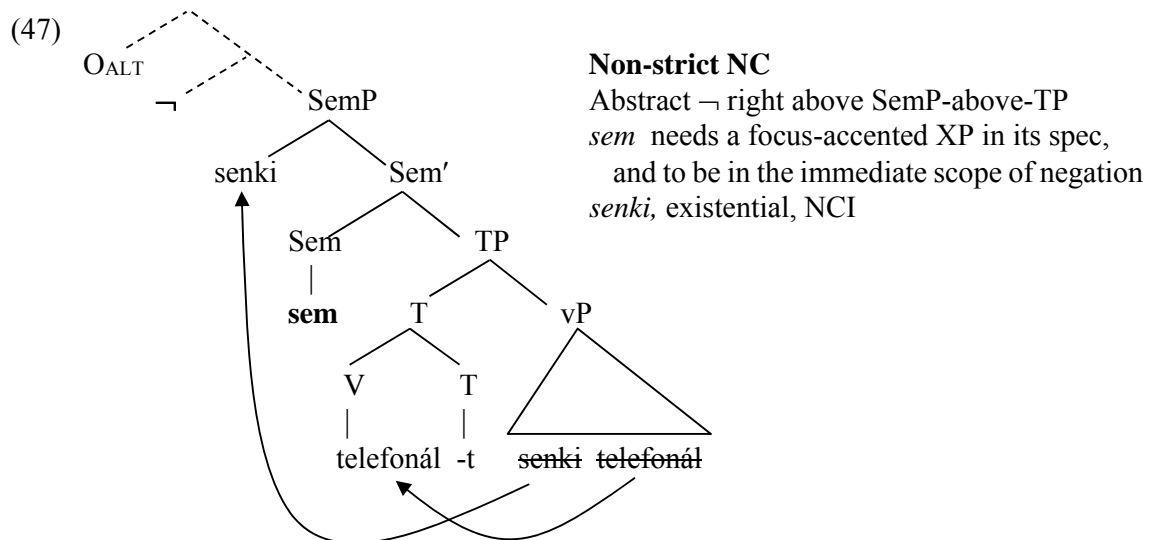 (47)
O_ALT
¬
SemP
senki
Sem′
Sem
TP
sem
T
vP
V
T
telefonál -t
senki telefonál
Non-strict NC
Abstract ¬ right above SemP-above-TP
sem needs a focus-accented XP in its spec,
and to be in the immediate scope of negation
senki, existential, NCI